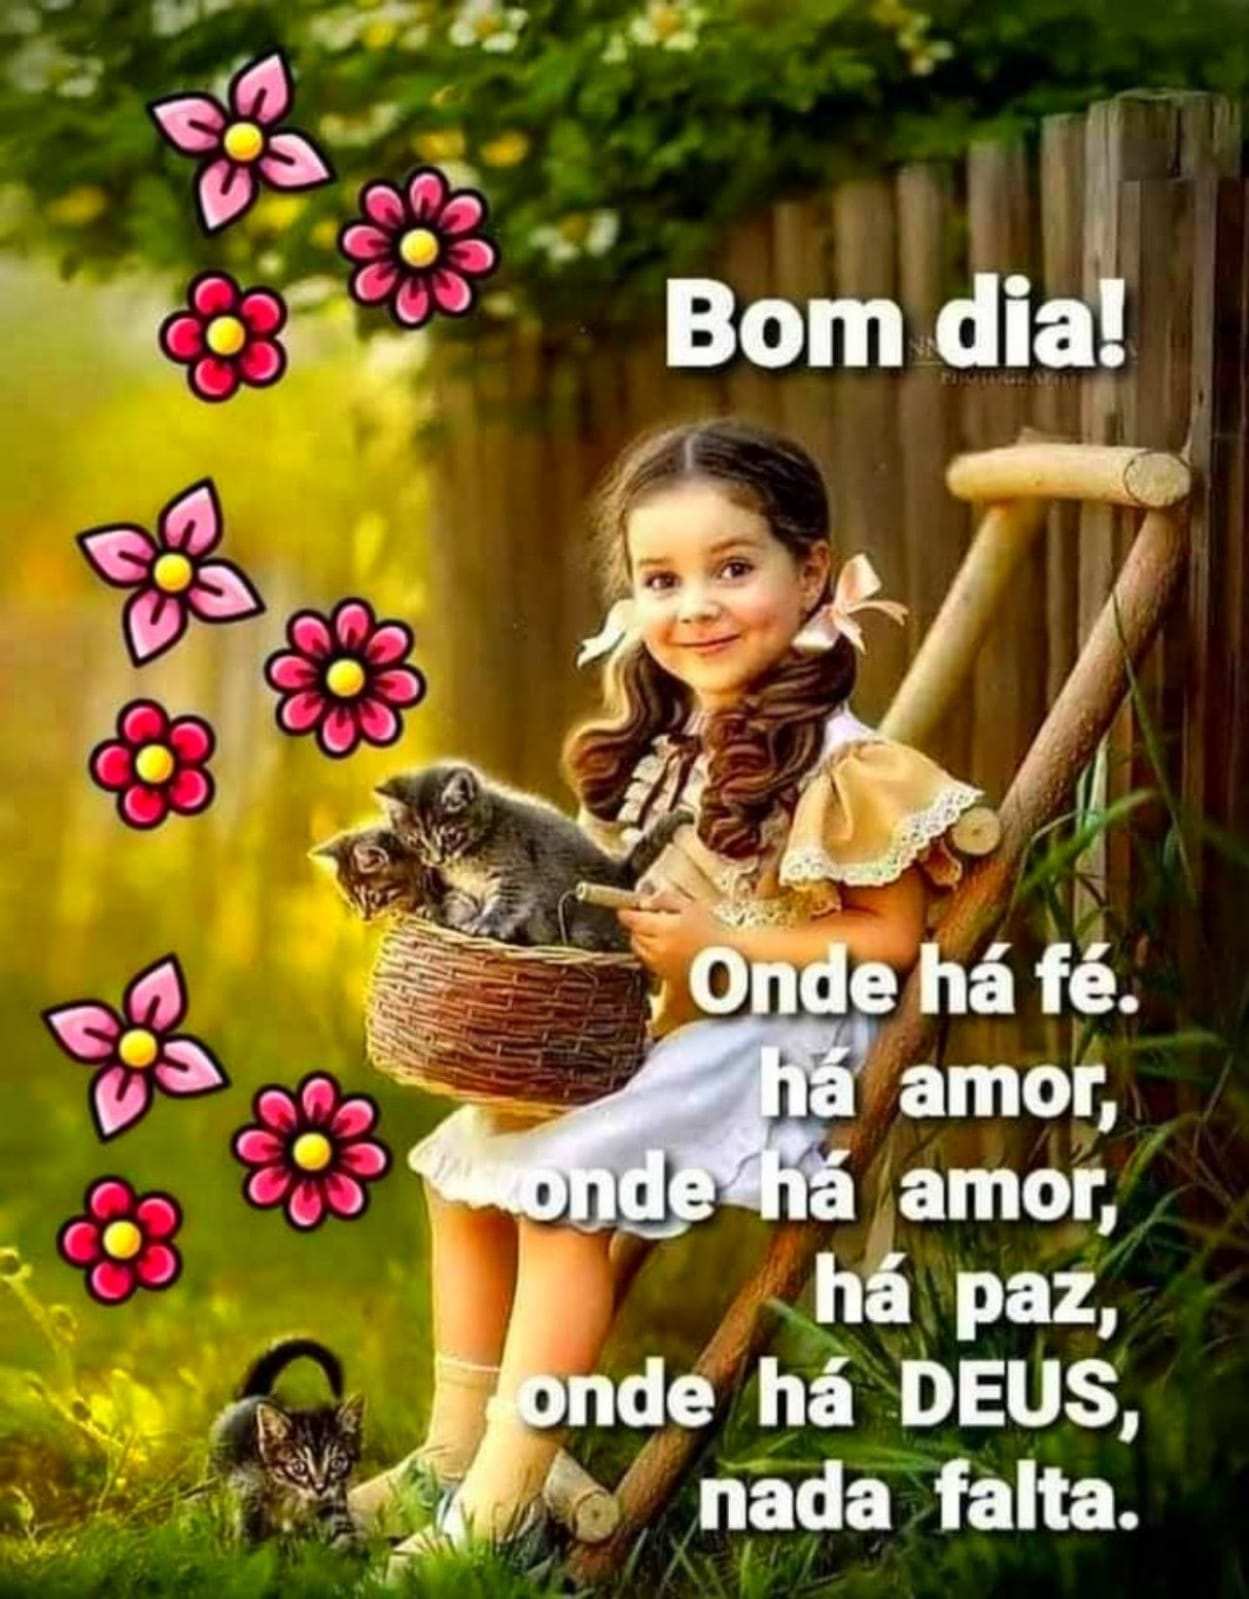 Bom dia!
Onde há fé.
há amor,
onde há amor,
há paz,
onde há DEUS,
nada falta.